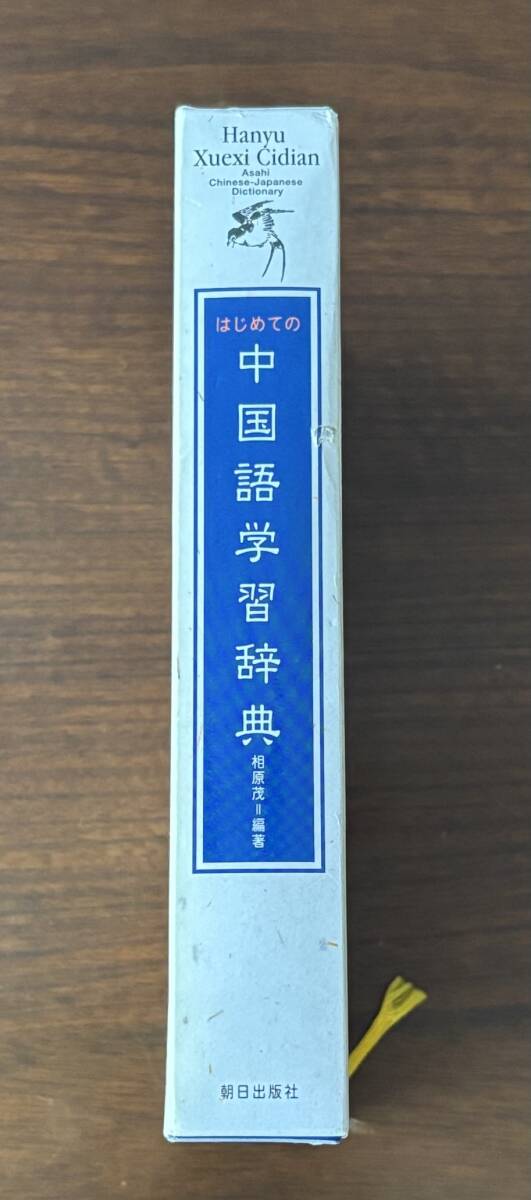 Hanyu
Xuexi Cidian
Asahi
Chinese-Japanese
Dictionary
はじめての
中国語学習辞典
相原茂＝編著
朝日出版社